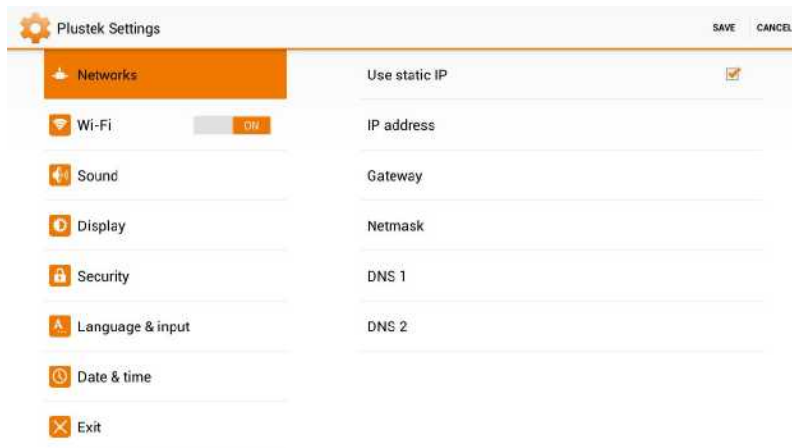 Plustek Settings SAVE CANCEL
Networks
Wi-Fi ON
Sound
Display
Security
Language & input
Date & time
Exit
Use static IP
IP address
Gateway
Netmask
DNS 1
DNS 2